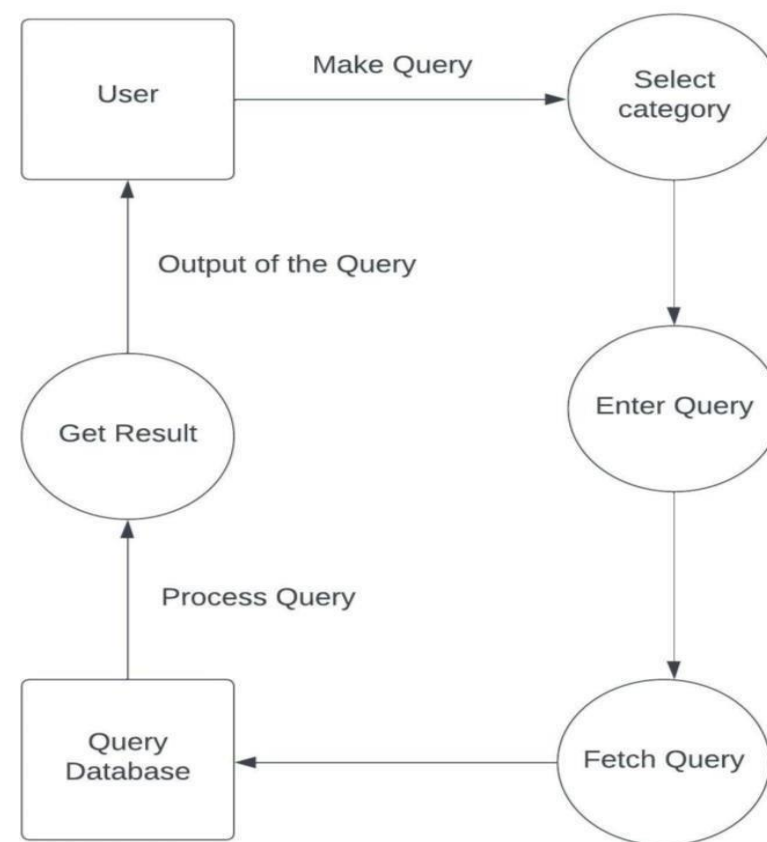 User
Make Query
Select
category
Output of the Query
Enter Query
Get Result
Process Query
Query
Database
Fetch Query